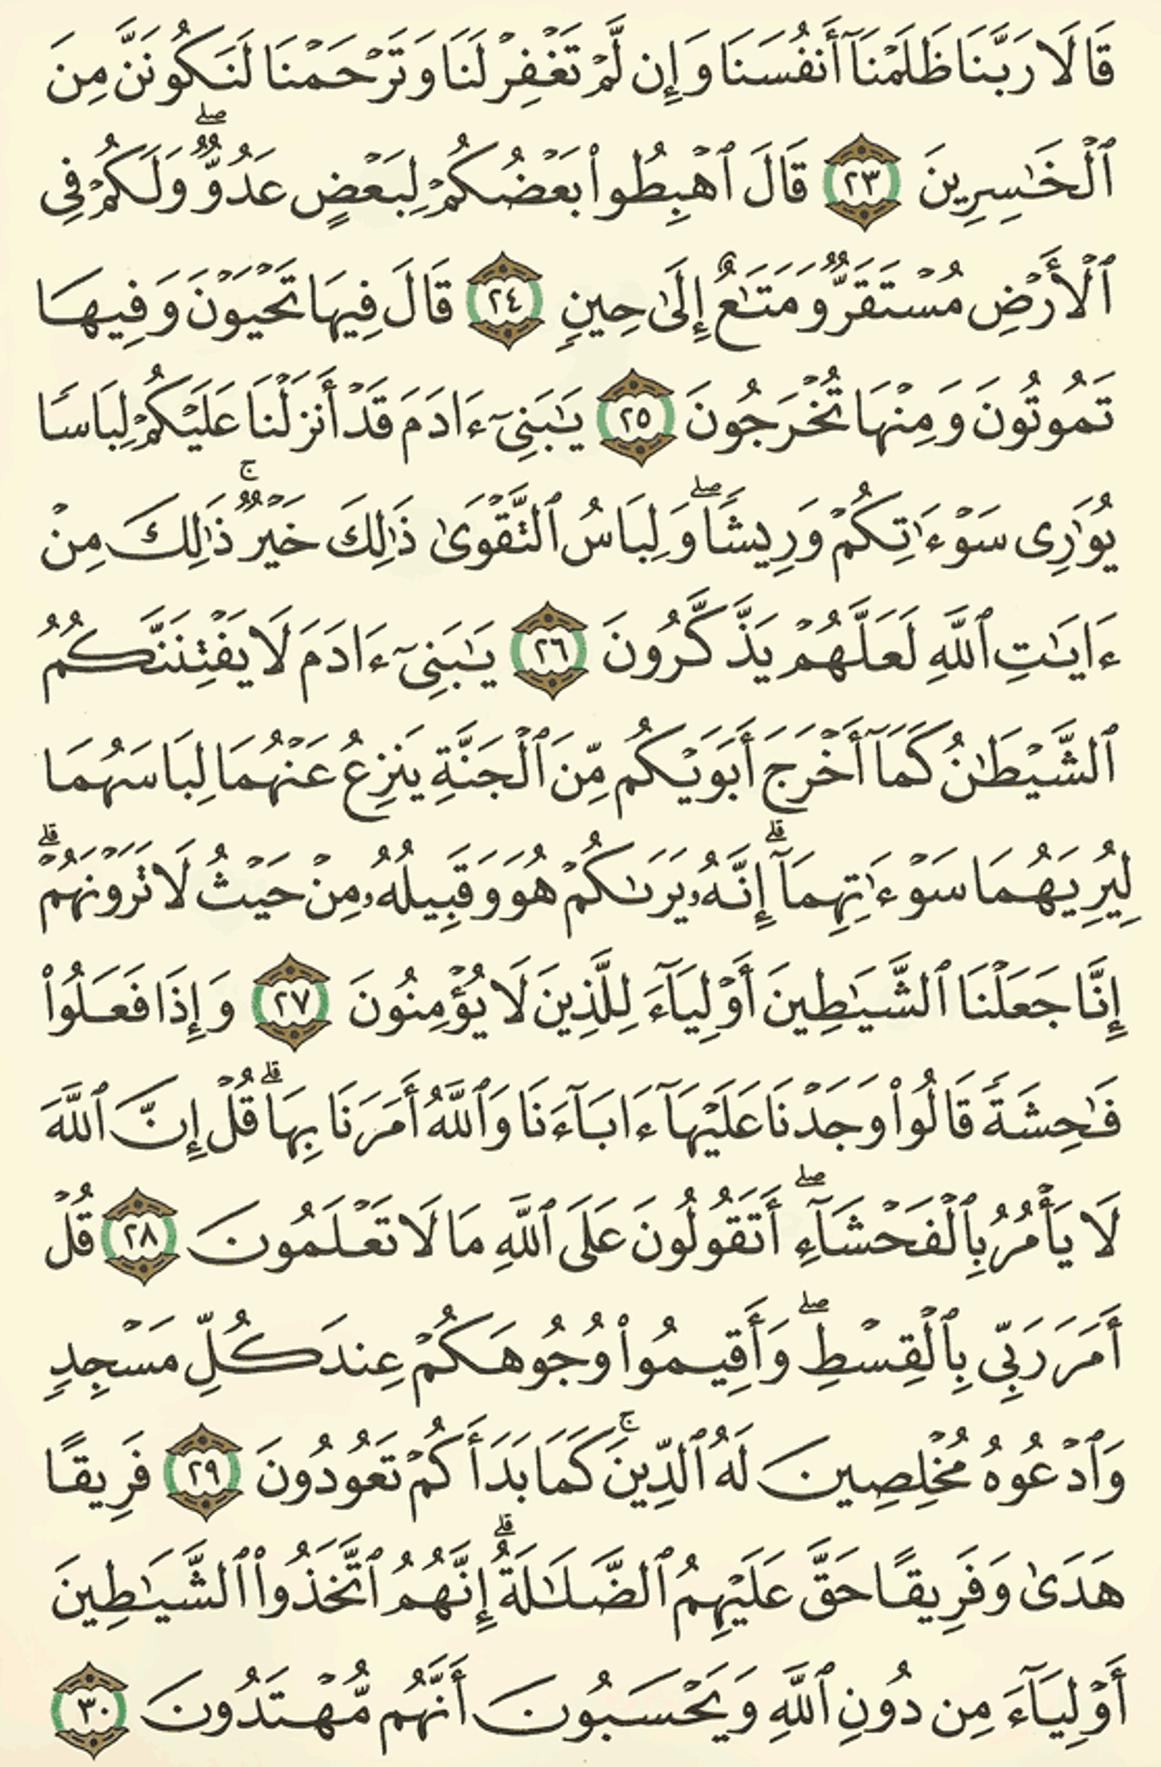 قَالَا رَبَّنَا ظَلَمْنَآ أَنفُسَنَا وَإِن لَّمْ تَغْفِرْ لَنَا وَتَرْحَمْنَا لَنَكُونَنَّ مِنَ
ٱلْخَٰسِرِينَ ٢٣ قَالَ ٱهْبِطُوا۟ بَعْضُكُمْ لِبَعْضٍ عَدُوٌّ ۖ وَلَكُمْ فِى
ٱلْأَرْضِ مُسْتَقَرٌّ وَمَتَٰعٌ إِلَىٰ حِينٍ ٢٤ قَالَ فِيهَا تَحْيَوْنَ وَفِيهَا
تَمُوتُونَ وَمِنْهَا تُخْرَجُونَ ٢٥ يَٰبَنِىٓ ءَادَمَ قَدْ أَنزَلْنَا عَلَيْكُمْ لِبَاسًا
يُوَٰرِى سَوْءَٰتِكُمْ وَرِيشًا ۖ وَلِبَاسُ ٱلتَّقْوَىٰ ذَٰلِكَ خَيْرٌ ۚ ذَٰلِكَ مِنْ
ءَايَٰتِ ٱللَّهِ لَعَلَّهُمْ يَذَّكَّرُونَ ٢٦ يَٰبَنِىٓ ءَادَمَ لَا يَفْتِنَنَّكُمُ
ٱلشَّيْطَٰنُ كَمَآ أَخْرَجَ أَبَوَيْكُم مِّنَ ٱلْجَنَّةِ يَنزِعُ عَنْهُمَا لِبَاسَهُمَا
لِيُرِيَهُمَا سَوْءَٰتِهِمَآ ۗ إِنَّهُۥ يَرَىٰكُمْ هُوَ وَقَبِيلُهُۥ مِنْ حَيْثُ لَا تَرَوْنَهُمْ ۗ
إِنَّا جَعَلْنَا ٱلشَّيَٰطِينَ أَوْلِيَآءَ لِلَّذِينَ لَا يُؤْمِنُونَ ٢٧ وَإِذَا فَعَلُوا۟
فَٰحِشَةً قَالُوا۟ وَجَدْنَا عَلَيْهَآ ءَابَآءَنَا وَٱللَّهُ أَمَرَنَا بِهَا ۗ قُلْ إِنَّ ٱللَّهَ
لَا يَأْمُرُ بِٱلْفَحْشَآءِ ۖ أَتَقُولُونَ عَلَى ٱللَّهِ مَا لَا تَعْلَمُونَ ٢٨ قُلْ
أَمَرَ رَبِّى بِٱلْقِسْطِ ۖ وَأَقِيمُوا۟ وُجُوهَكُمْ عِندَ كُلِّ مَسْجِدٍ
وَٱدْعُوهُ مُخْلِصِينَ لَهُ ٱلدِّينَ ۚ كَمَا بَدَأَكُمْ تَعُودُونَ ٢٩ فَرِيقًا
هَدَىٰ وَفَرِيقًا حَقَّ عَلَيْهِمُ ٱلضَّلَٰلَةُ ۗ إِنَّهُمُ ٱتَّخَذُوا۟ ٱلشَّيَٰطِينَ
أَوْلِيَآءَ مِن دُونِ ٱللَّهِ وَيَحْسَبُونَ أَنَّهُم مُّهْتَدُونَ ٣٠